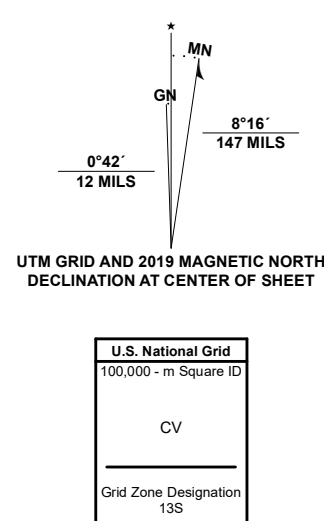 MN
GN
8°16´
147 MILS
0°42´
12 MILS
UTM GRID AND 2019 MAGNETIC NORTH
DECLINATION AT CENTER OF SHEET
U.S. National Grid
100,000 - m Square ID
CV
Grid Zone Designation
13S